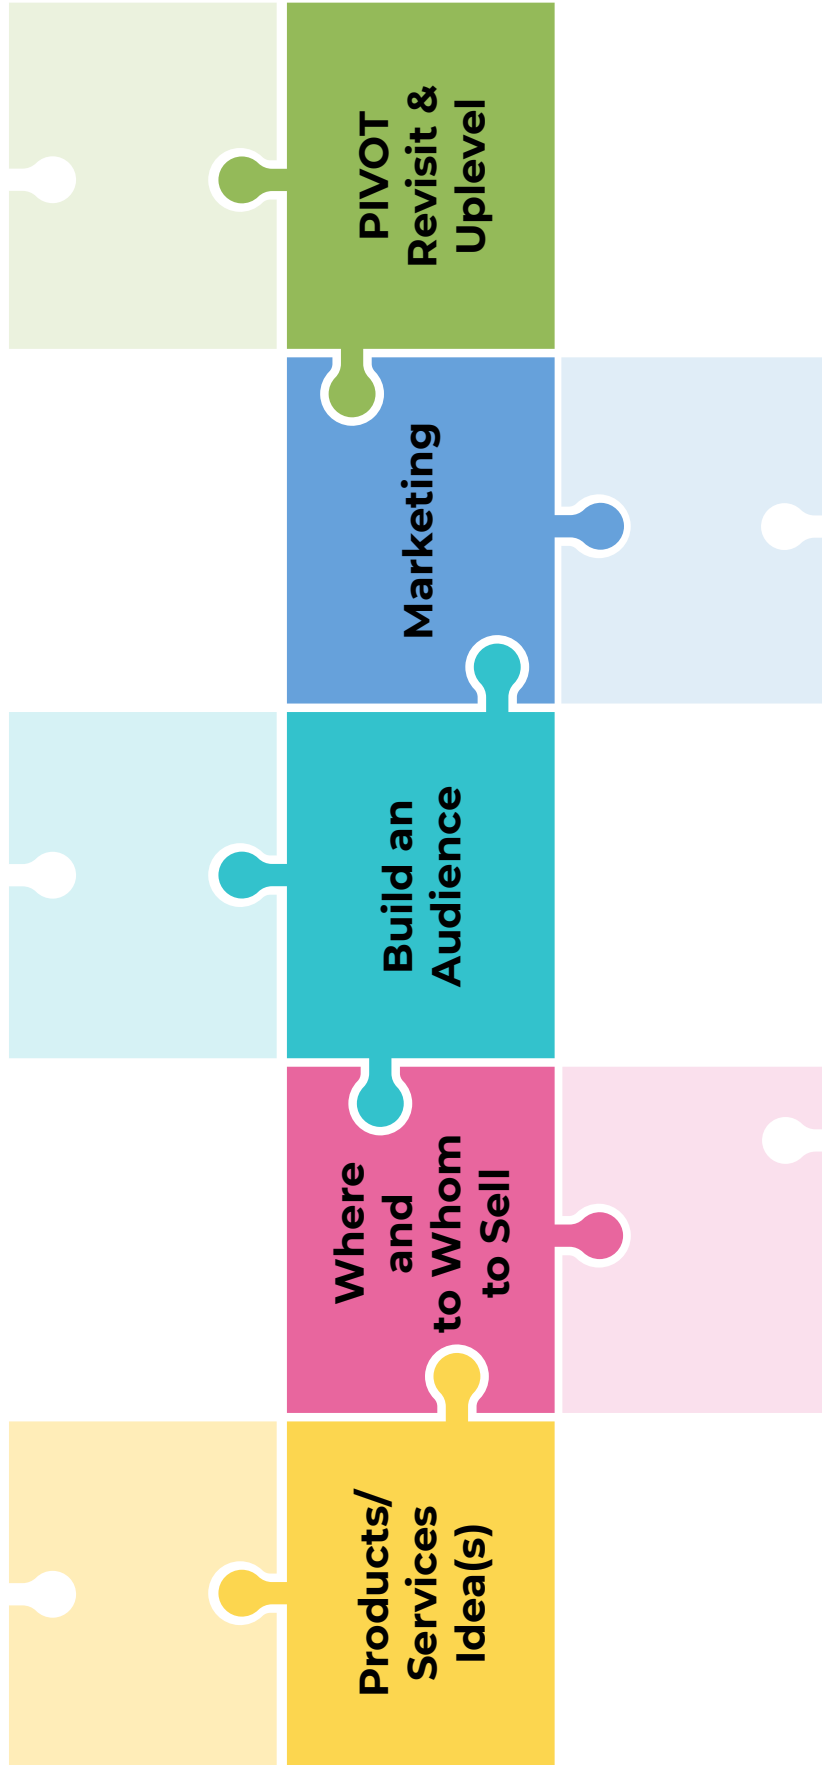 Products/
Services
Idea(s)
Where
and
to Whom
to Sell
Build an
Audience
Marketing
PIVOT
Revisit &
Uplevel